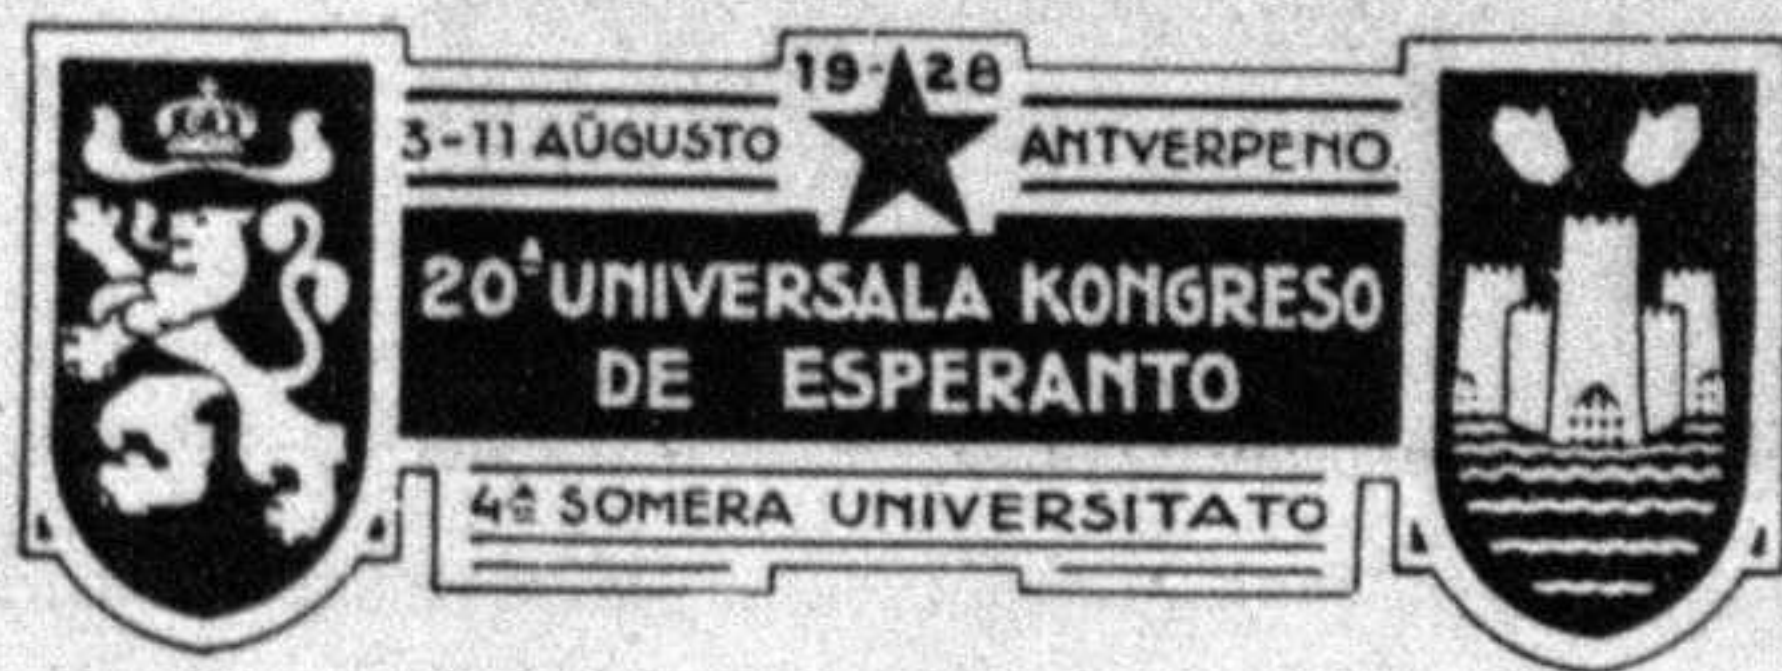 19-28
3-11 AŬGUSTO ANTVERPENO
20ᴬ UNIVERSALA KONGRESO
DE ESPERANTO
4ᴬ SOMERA UNIVERSITATO